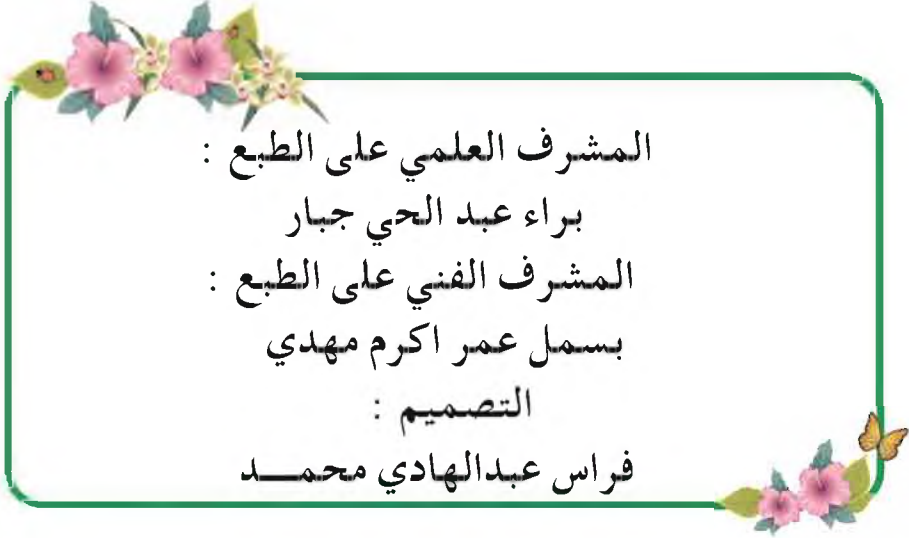 المشرف العلمي على الطبع :
براء عبد الحي جبار
المشرف الفني على الطبع :
بسمل عمر اكرم مهدي
التصميم :
فراس عبدالهادي محمـــد